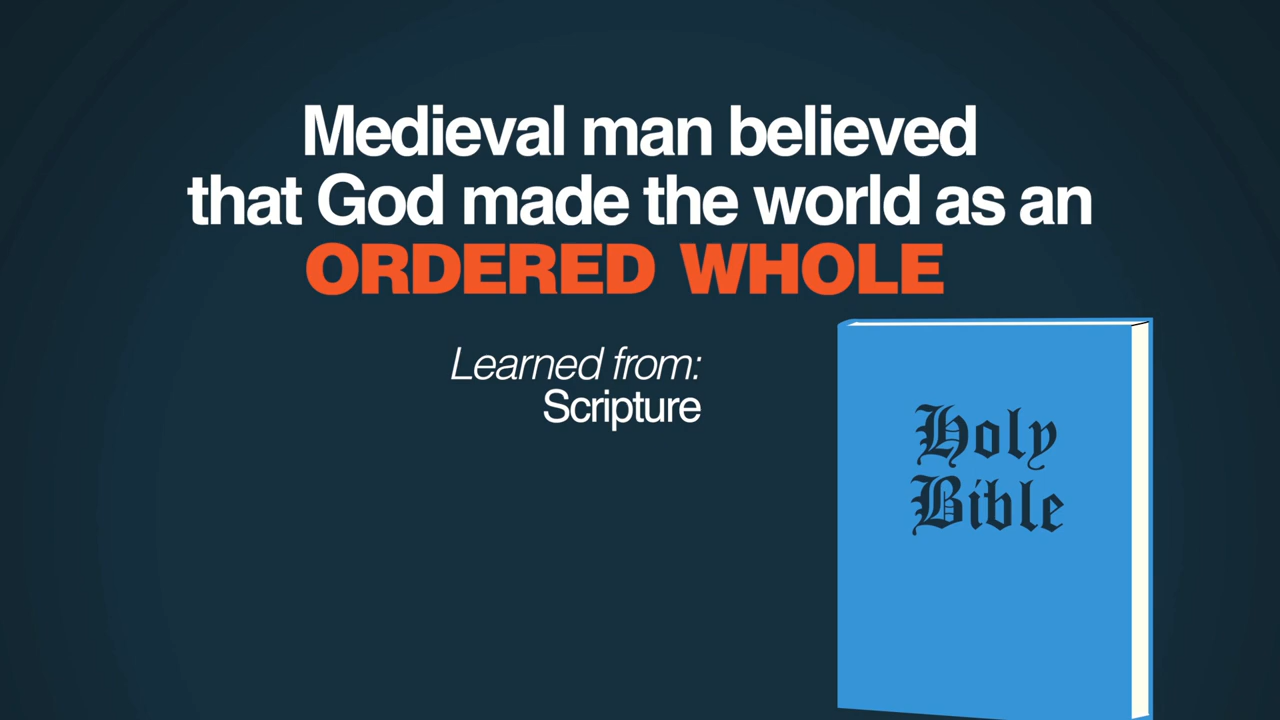 Medieval man believed
that God made the world as an
ORDERED WHOLE
Learned from:
Scripture
Holy
Bible